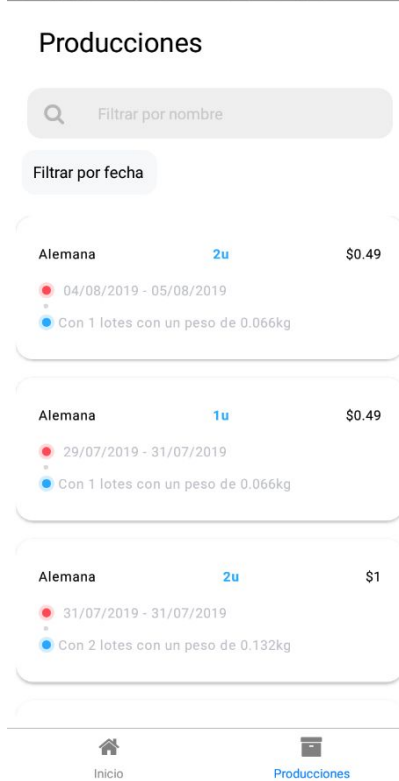 Producciones
Filtrar por nombre
Filtrar por fecha
Alemana 2u $0.49
04/08/2019 - 05/08/2019
Con 1 lotes con un peso de 0.066kg
Alemana 1u $0.49
29/07/2019 - 31/07/2019
Con 1 lotes con un peso de 0.066kg
Alemana 2u $1
31/07/2019 - 31/07/2019
Con 2 lotes con un peso de 0.132kg
Inicio Producciones